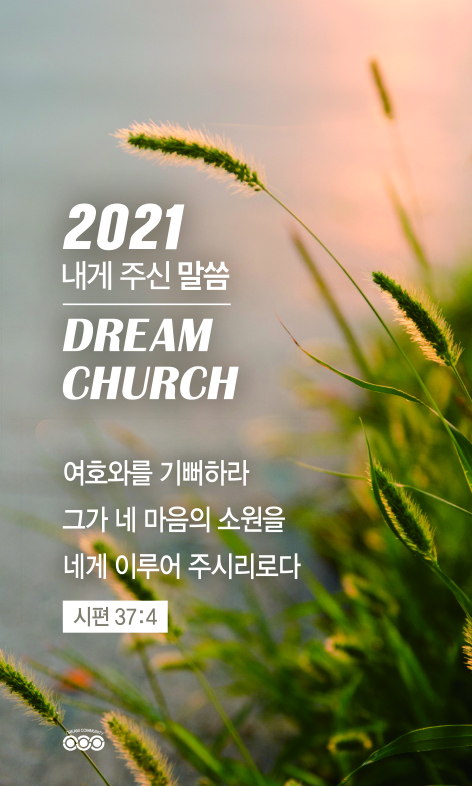 2021
내게 주신 말씀
DREAM
CHURCH
여호와를 기뻐하라
그가 네 마음의 소원을
네게 이루어 주시리로다
시편 37:4
DREAM COMMUNITY